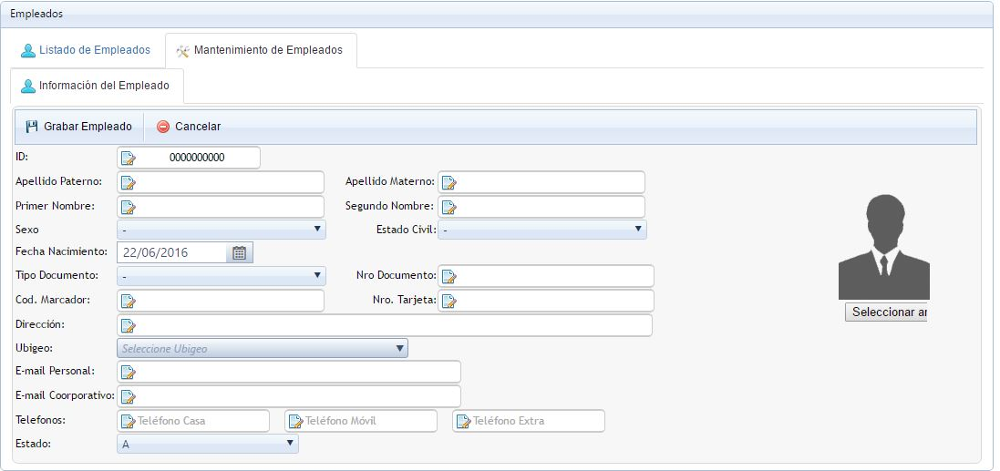 Empleados
Listado de Empleados Mantenimiento de Empleados
Información del Empleado
Grabar Empleado Cancelar
ID: 0000000000
Apellido Paterno: Apellido Materno:
Primer Nombre: Segundo Nombre:
Sexo - Estado Civil: -
Fecha Nacimiento: 22/06/2016
Tipo Documento: - Nro Documento:
Cod. Marcador: Nro. Tarjeta:
Seleccionar ar
Dirección:
Ubigeo: Seleccione Ubigeo
E-mail Personal:
E-mail Coorporativo:
Telefonos: Teléfono Casa Teléfono Móvil Teléfono Extra
Estado: A